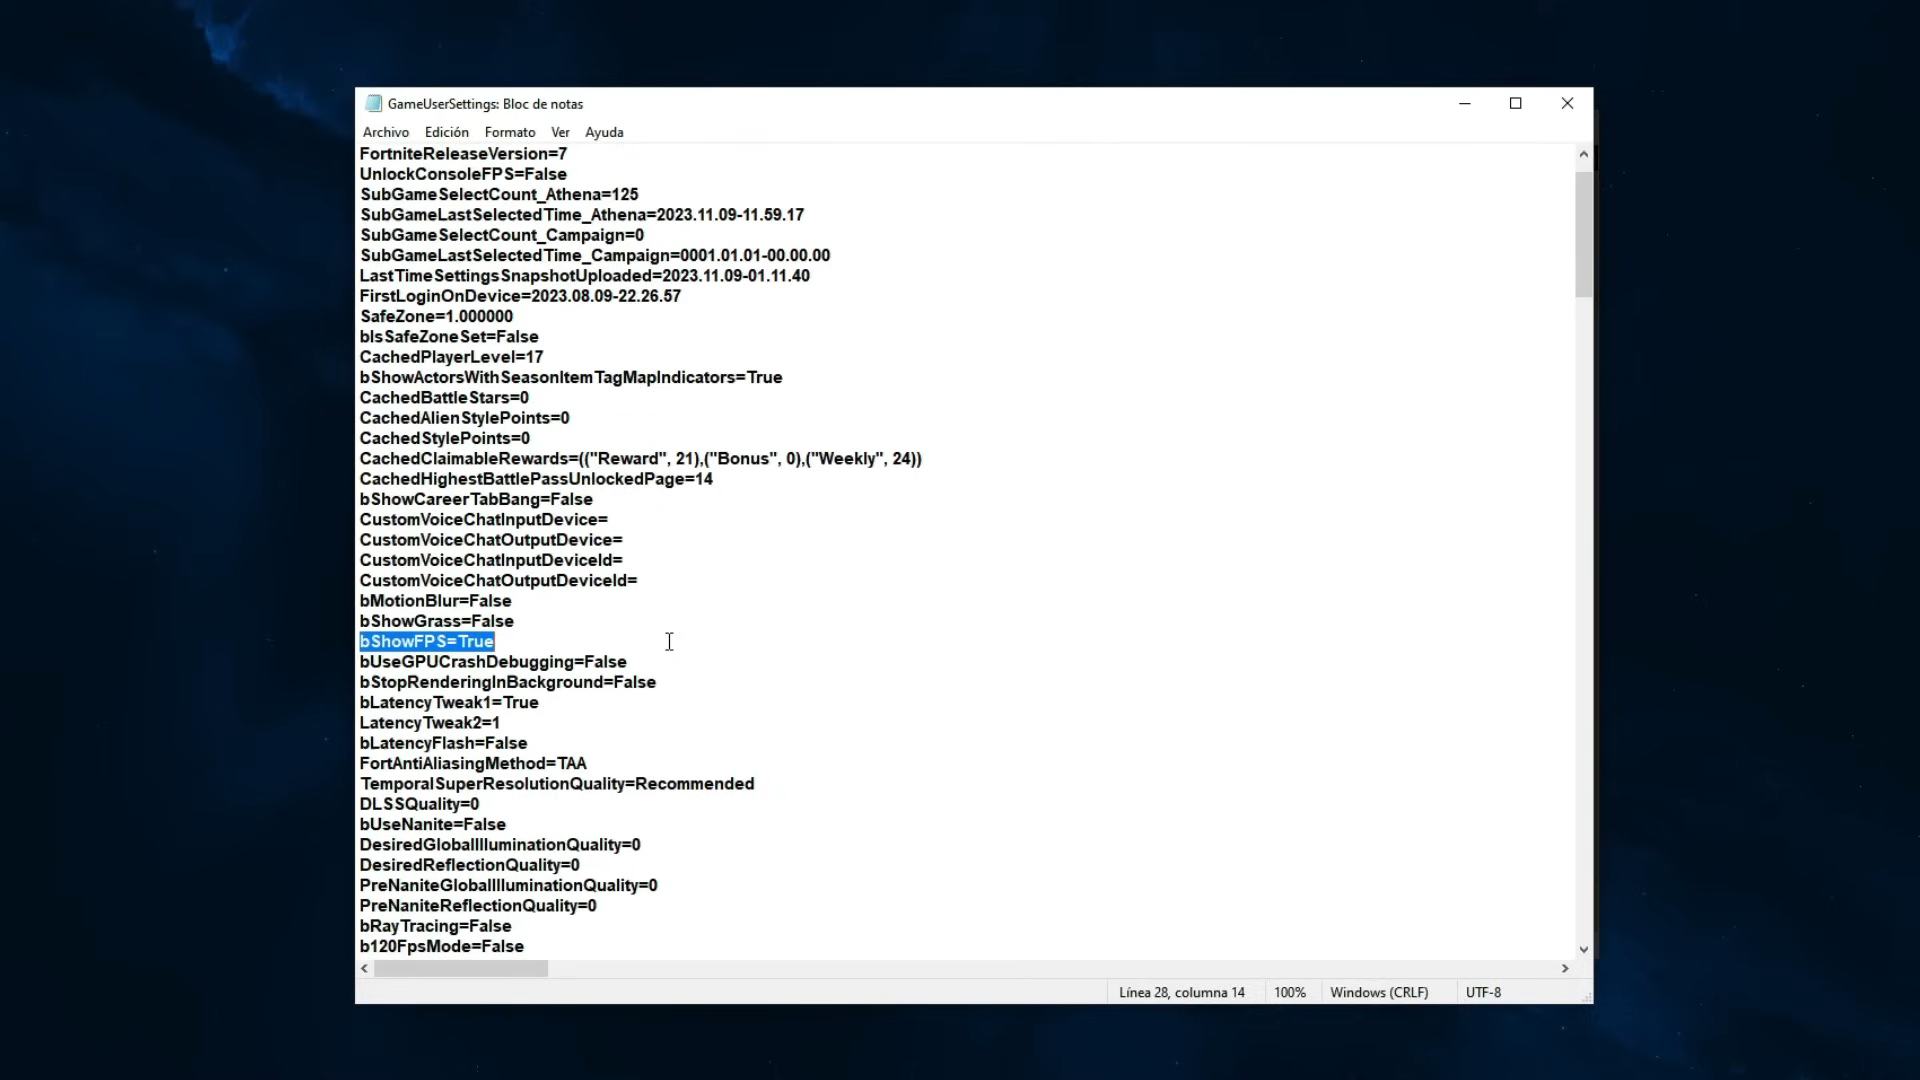 GameUserSettings: Bloc de notas
Archivo Edición Formato Ver Ayuda
FortniteReleaseVersion=7
UnlockConsoleFPS=False
SubGameSelectCount_Athena=125
SubGameLastSelectedTime_Athena=2023.11.09-11.59.17
SubGameSelectCount_Campaign=0
SubGameLastSelectedTime_Campaign=0001.01.01-00.00.00
LastTimeSettingsSnapshotUploaded=2023.11.09-01.11.40
FirstLoginOnDevice=2023.08.09-22.26.57
SafeZone=1.000000
bIsSafeZoneSet=False
CachedPlayerLevel=17
bShowActorsWithSeasonItemTagMapIndicators=True
CachedBattleStars=0
CachedAlienStylePoints=0
CachedStylePoints=0
CachedClaimableRewards=(("Reward", 21),("Bonus", 0),("Weekly", 24))
CachedHighestBattlePassUnlockedPage=14
bShowCareerTabBang=False
CustomVoiceChatInputDevice=
CustomVoiceChatOutputDevice=
CustomVoiceChatInputDeviceId=
CustomVoiceChatOutputDeviceId=
bMotionBlur=False
bShowGrass=False
bShowFPS=True
bUseGPUCrashDebugging=False
bStopRenderingInBackground=False
bLatencyTweak1=True
LatencyTweak2=1
bLatencyFlash=False
FortAntiAliasingMethod=TAA
TemporalSuperResolutionQuality=Recommended
DLSSQuality=0
bUseNanite=False
DesiredGlobalIlluminationQuality=0
DesiredReflectionQuality=0
PreNaniteGlobalIlluminationQuality=0
PreNaniteReflectionQuality=0
bRayTracing=False
b120FpsMode=False
Línea 28, columna 14 100% Windows (CRLF) UTF-8